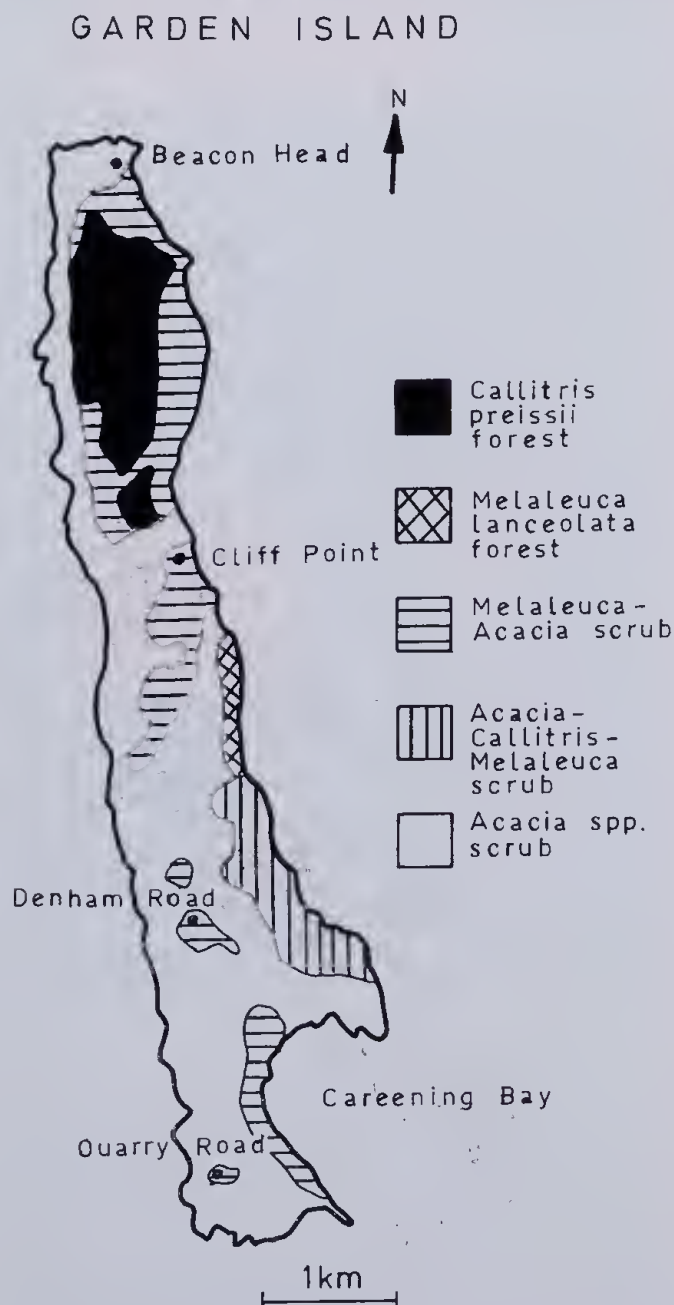 GARDEN ISLAND
N
Beacon Head
Callitris
preissii
forest
Melaleuca
lanceolata
forest
Cliff Point
Melaleuca-
Acacia scrub
Acacia-
Callitris-
Melaleuca
scrub
Acacia spp.
scrub
Denham Road
Careening Bay
Quarry Road
1km